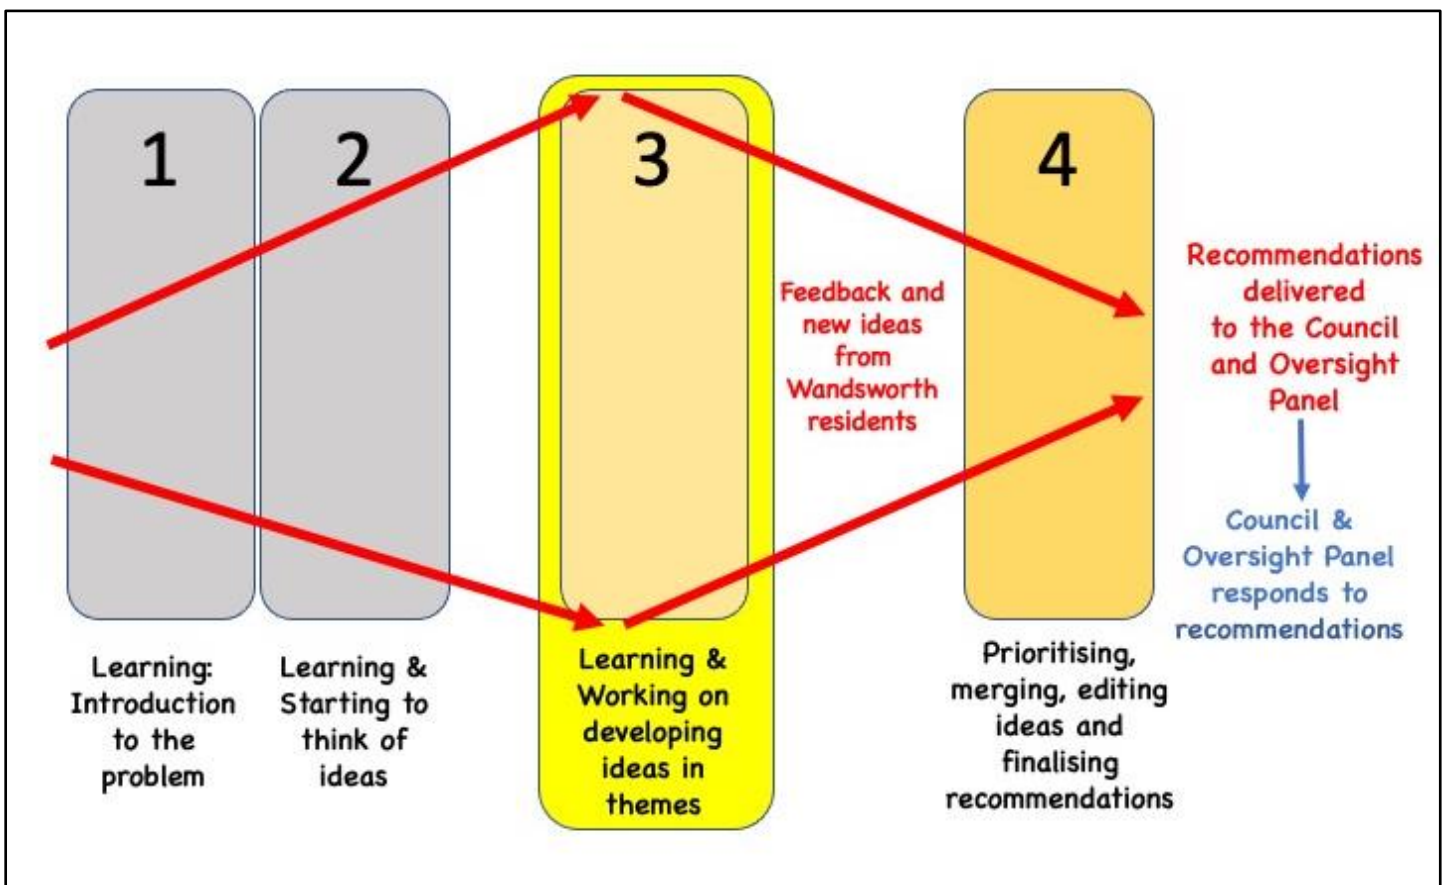 1
Learning:
Introduction
to the
problem
2
Learning &
Starting to
think of
ideas
3
Learning &
Working on
developing
ideas in
themes
Feedback and
new ideas
from
Wandsworth
residents
4
Prioritising,
merging, editing
ideas and
finalising
recommendations
Recommendations
delivered
to the Council
and Oversight
Panel
Council &
Oversight Panel
responds to
recommendations